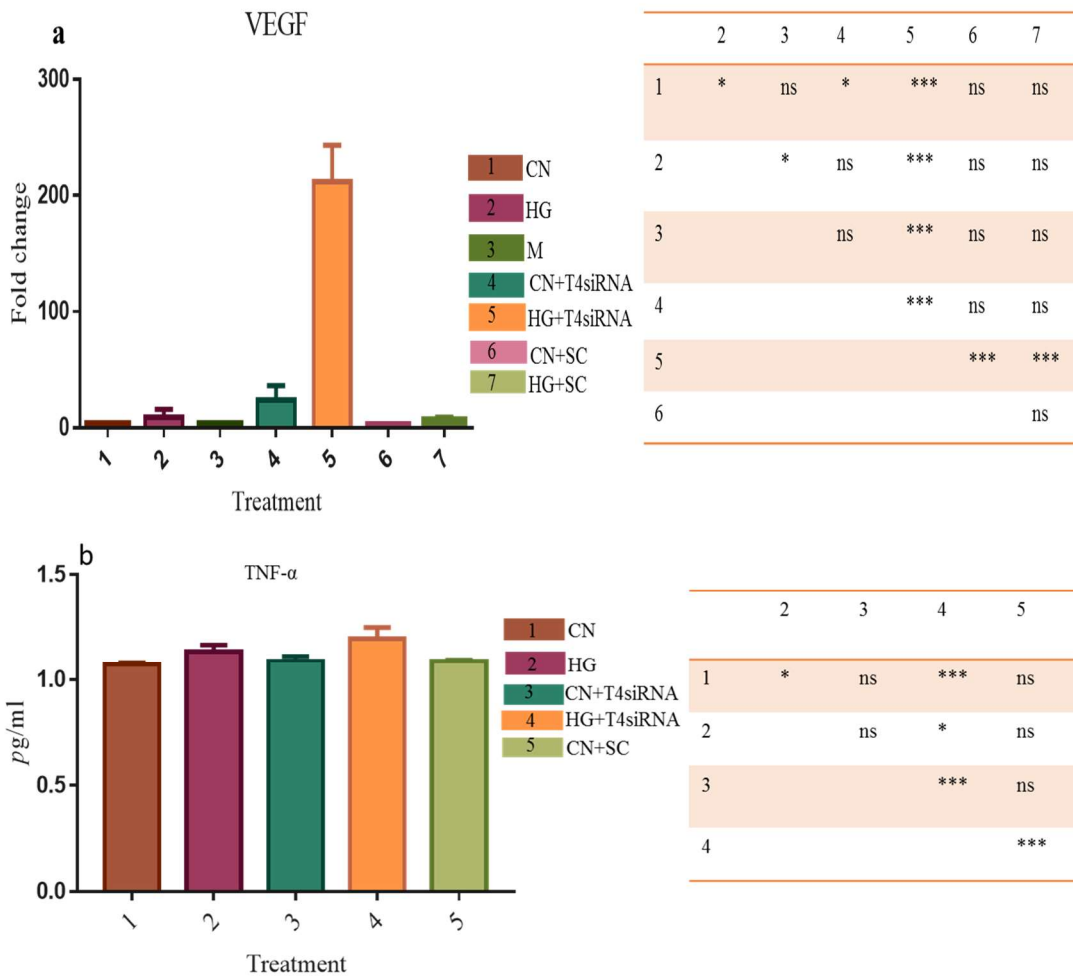 a
VEGF
300
200
100
0
Fold change
1 2 3 4 5 6 7
Treatment
1 CN
2 HG
3 M
4 CN+T4siRNA
5 HG+T4siRNA
6 CN+SC
7 HG+SC
2 3 4 5 6 7
1 * ns * *** ns ns
2 * ns *** ns ns
3 ns *** ns ns
4 *** ns ns
5 *** ***
6 ns
b
TNF-α
1.5
1.0
0.5
0.0
pg/ml
1 2 3 4 5
Treatment
1 CN
2 HG
3 CN+T4siRNA
4 HG+T4siRNA
5 CN+SC
2 3 4 5
1 * ns *** ns
2 ns * ns
3 *** ns
4 ***